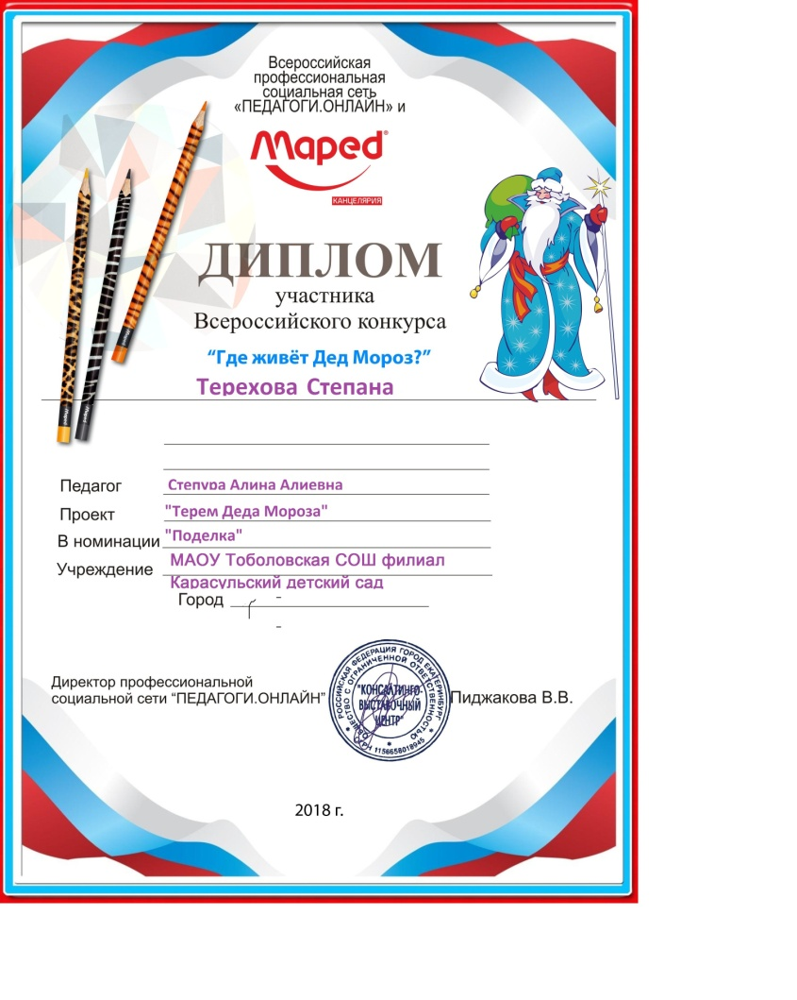 Всероссийская
профессиональная
социальная сеть
«ПЕДАГОГИ.ОНЛАЙН» и
Maped®
КАНЦЕЛЯРИЯ
ДИПЛОМ
участника
Всероссийского конкурса
“Где живёт Дед Мороз?”
Терехова Степана
Педагог Степура Алина Алиевна
Проект "Терем Деда Мороза"
В номинации "Поделка"
Учреждение МАОУ Тоболовская СОШ филиал
Карасульский детский сад
Город
Директор профессиональной
социальной сети “ПЕДАГОГИ.ОНЛАЙН” Пиджакова В.В.
РОССИЙСКАЯ ФЕДЕРАЦИЯ ГОРОД ЕКАТЕРИНБУРГ
ОБЩЕСТВО С ОГРАНИЧЕННОЙ ОТВЕТСТВЕННОСТЬЮ
"КОНСАЛТИНГО-
ВЫСТАВОЧНЫЙ
ЦЕНТР"
ОГРН 1156658018945
2018 г.